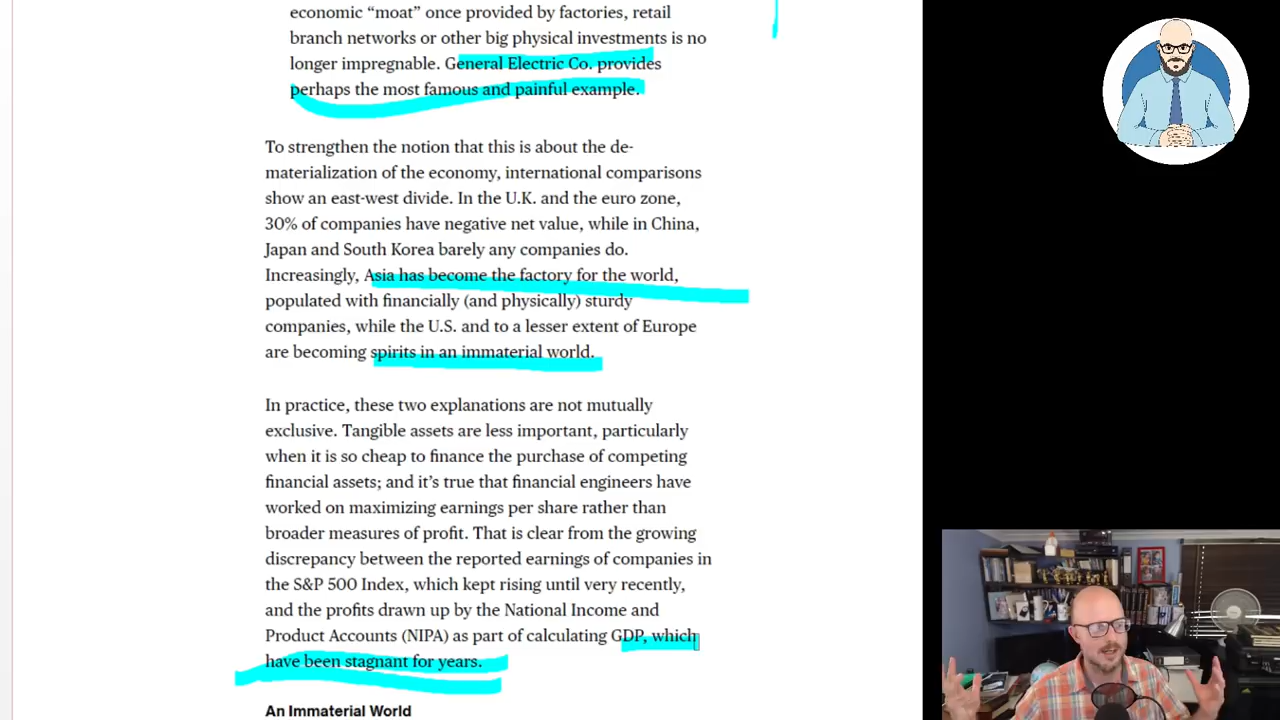 economic “moat” once provided by factories, retail
branch networks or other big physical investments is no
longer impregnable. General Electric Co. provides
perhaps the most famous and painful example.
To strengthen the notion that this is about the de-
materialization of the economy, international comparisons
show an east-west divide. In the U.K. and the euro zone,
30% of companies have negative net value, while in China,
Japan and South Korea barely any companies do.
Increasingly, Asia has become the factory for the world,
populated with financially (and physically) sturdy
companies, while the U.S. and to a lesser extent of Europe
are becoming spirits in an immaterial world.
In practice, these two explanations are not mutually
exclusive. Tangible assets are less important, particularly
when it is so cheap to finance the purchase of competing
financial assets; and it’s true that financial engineers have
worked on maximizing earnings per share rather than
broader measures of profit. That is clear from the growing
discrepancy between the reported earnings of companies in
the S&P 500 Index, which kept rising until very recently,
and the profits drawn up by the National Income and
Product Accounts (NIPA) as part of calculating GDP, which
have been stagnant for years.
An Immaterial World